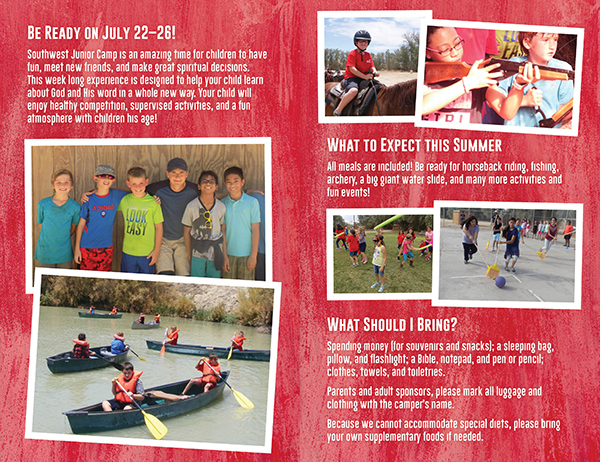 BE READY ON JULY 22–26!
Southwest Junior Camp is an amazing time for children to have
fun, meet new friends, and make great spiritual decisions.
This week long experience is designed to help your child learn
about God and His word in a whole new way. Your child will
enjoy healthy competition, supervised activities, and a fun
atmosphere with children his age!
LOOK
EASY
WHAT TO EXPECT THIS SUMMER
All meals are included! Be ready for horseback riding, fishing,
archery, a big giant water slide, and many more activities and
fun events!
WHAT SHOULD I BRING?
Spending money (for souvenirs and snacks); a sleeping bag,
pillow, and flashlight; a Bible, notepad, and pen or pencil;
clothes, towels, and toiletries.
Parents and adult sponsors, please mark all luggage and
clothing with the camper's name.
Because we cannot accommodate special diets, please bring
your own supplementary foods if needed.